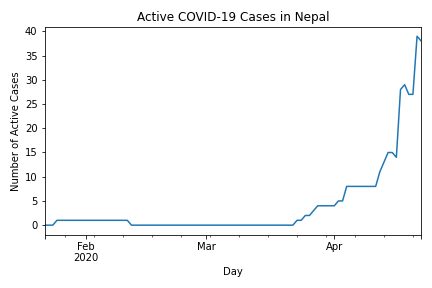 Active COVID-19 Cases in Nepal
40
35
30
25
20
15
10
5
0
Number of Active Cases
Feb
2020
Mar
Apr
Day